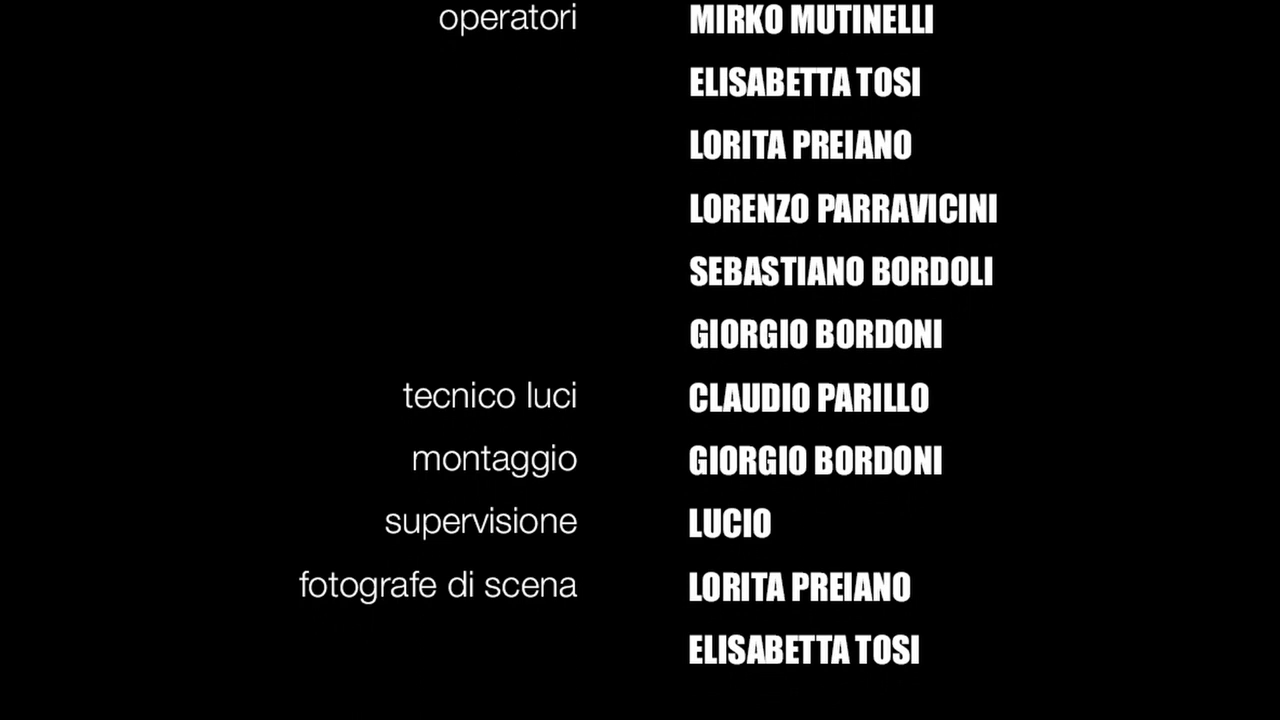 operatori MIRKO MUTINELLI
ELISABETTA TOSI
LORITA PREIANO
LORENZO PARRAVICINI
SEBASTIANO BORDOLI
GIORGIO BORDONI
tecnico luci CLAUDIO PARILLO
montaggio GIORGIO BORDONI
supervisione LUCIO
fotografe di scena LORITA PREIANO
ELISABETTA TOSI